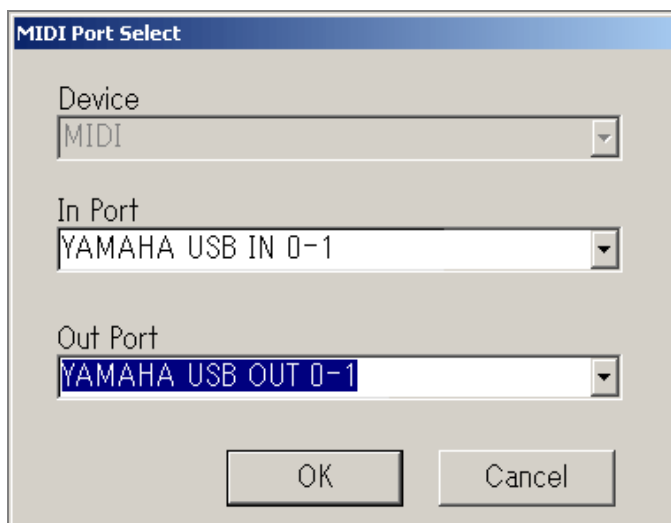 MIDI Port Select
Device
MIDI
In Port
YAMAHA USB IN 0-1
Out Port
YAMAHA USB OUT 0-1
OK
Cancel